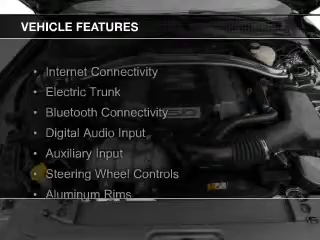 VEHICLE FEATURES
• Internet Connectivity
• Electric Trunk
• Bluetooth Connectivity
• Digital Audio Input
• Auxiliary Input
• Steering Wheel Controls
• Aluminum Rims